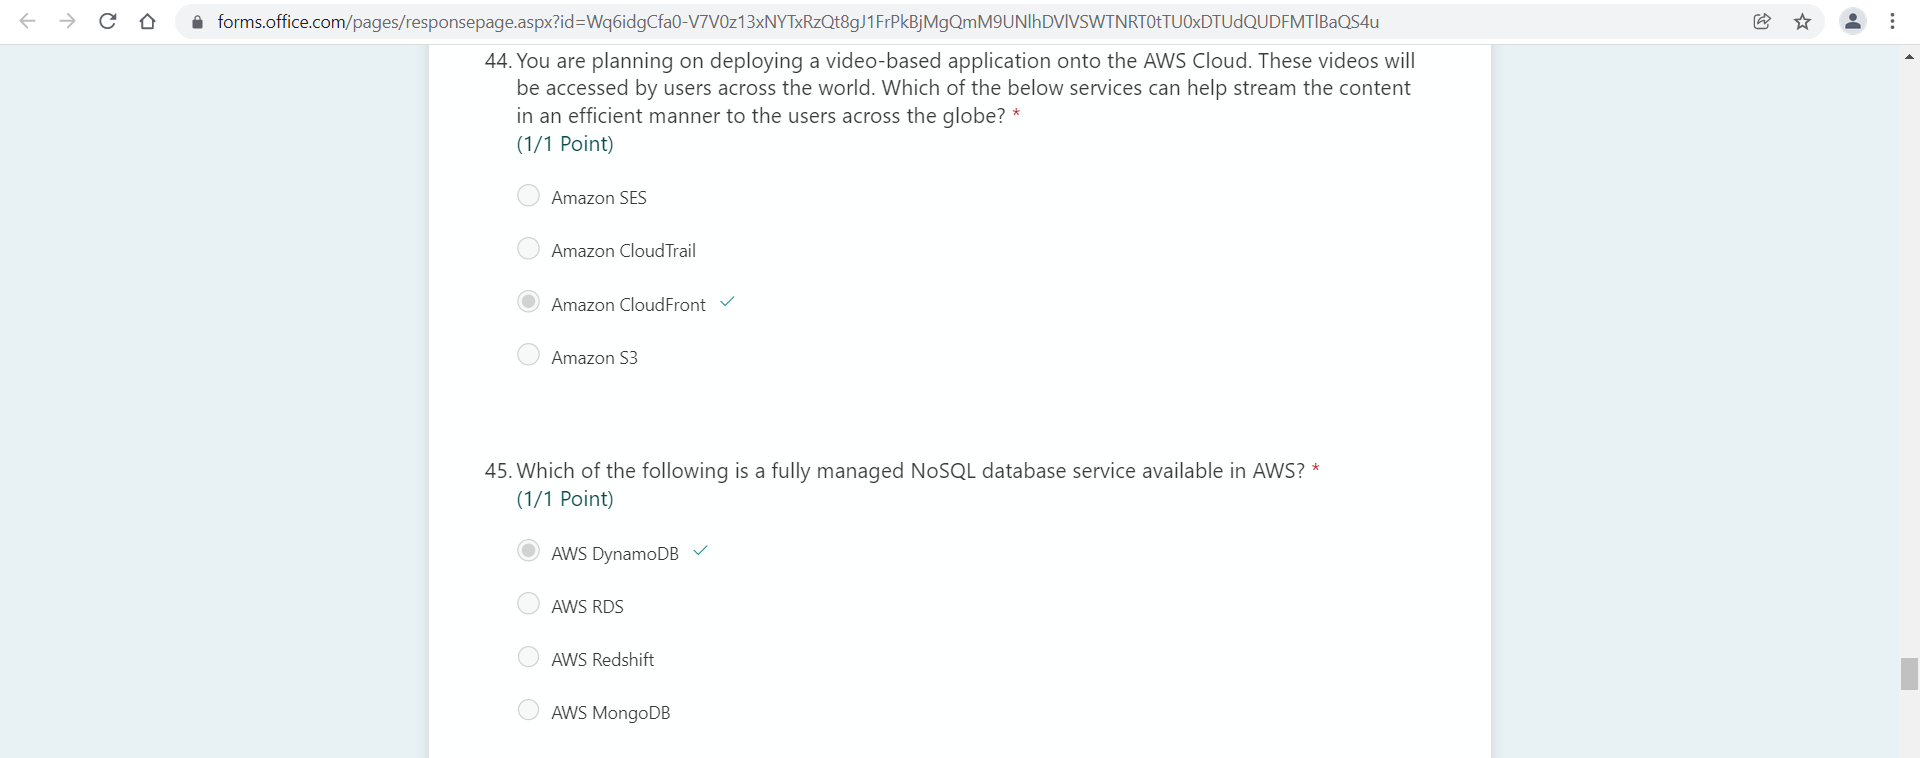 forms.office.com/pages/responsepage.aspx?id=Wq6idgCfa0-V7V0z13xNYTxRzQt8gJ1FrPkBjMgQmM9UNlhDVlVSWTNRT0tTU0xDTUdQUDFMTlBaQS4u
44. You are planning on deploying a video-based application onto the AWS Cloud. These videos will
be accessed by users across the world. Which of the below services can help stream the content
in an efficient manner to the users across the globe? *
(1/1 Point)
Amazon SES
Amazon CloudTrail
Amazon CloudFront
Amazon S3
45. Which of the following is a fully managed NoSQL database service available in AWS? *
(1/1 Point)
AWS DynamoDB
AWS RDS
AWS Redshift
AWS MongoDB